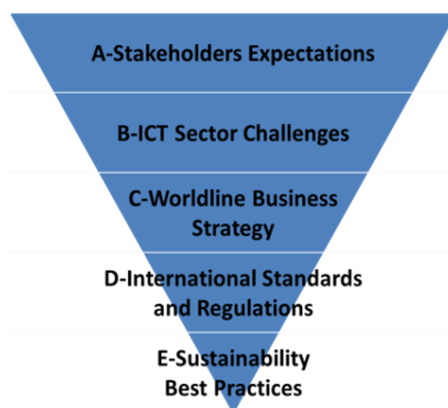 A-Stakeholders Expectations
B-ICT Sector Challenges
C-Worldline Business
Strategy
D-International Standards
and Regulations
E-Sustainability
Best Practices